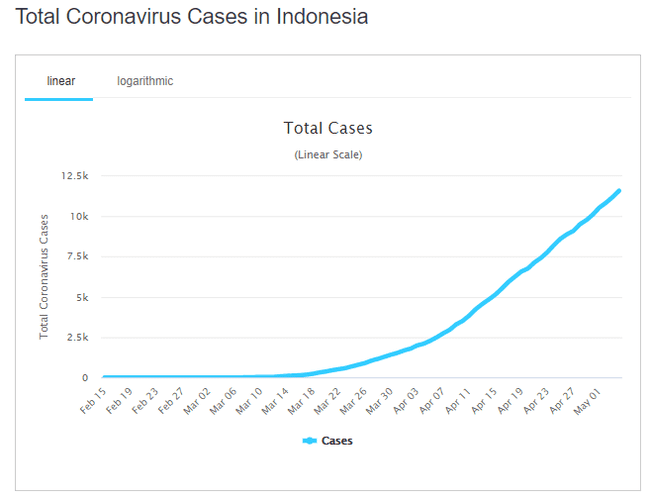 Total Coronavirus Cases in Indonesia
linear logarithmic
Total Cases
(Linear Scale)
Total Coronavirus Cases
12.5k
10k
7.5k
5k
2.5k
0
Feb 15 Feb 19 Feb 23 Feb 27 Mar 02 Mar 06 Mar 10 Mar 14 Mar 18 Mar 22 Mar 26 Mar 30 Apr 03 Apr 07 Apr 11 Apr 15 Apr 19 Apr 23 Apr 27 May 01
Cases